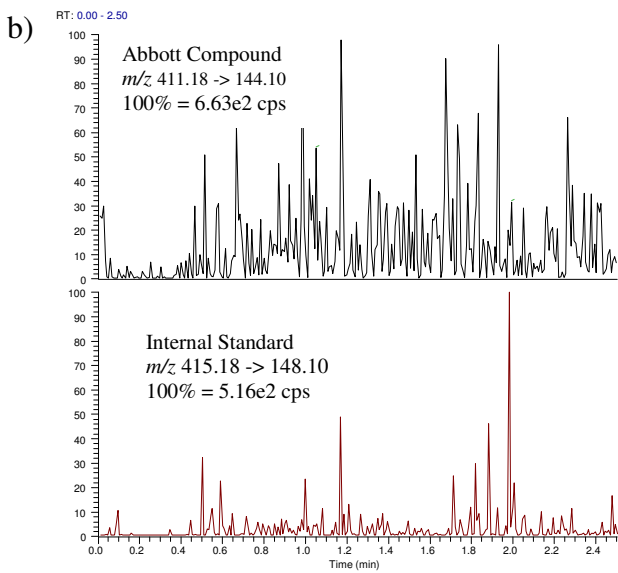 RT: 0.00 - 2.50
b)
100
90
80
70
60
50
40
30
20
10
0
Abbott Compound
m/z 411.18 -> 144.10
100% = 6.63e2 cps
100
90
80
70
60
50
40
30
20
10
0
Internal Standard
m/z 415.18 -> 148.10
100% = 5.16e2 cps
0.0 0.2 0.4 0.6 0.8 1.0 1.2 1.4 1.6 1.8 2.0 2.2 2.4
Time (min)